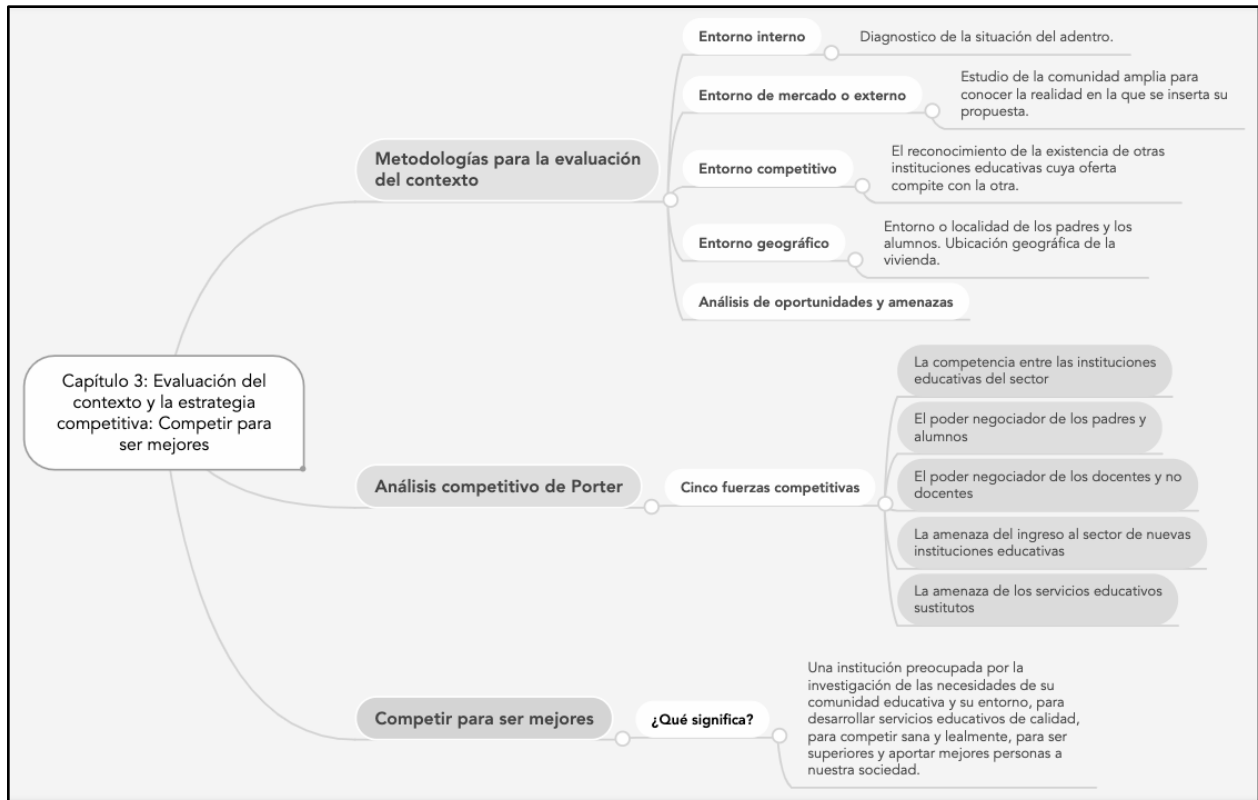 Capítulo 3: Evaluación del
contexto y la estrategia
competitiva: Competir para
ser mejores
Metodologías para la evaluación
del contexto
Entorno interno
Diagnostico de la situación del adentro.
Entorno de mercado o externo
Estudio de la comunidad amplia para
conocer la realidad en la que se inserta su
propuesta.
Entorno competitivo
El reconocimiento de la existencia de otras
instituciones educativas cuya oferta
compite con la otra.
Entorno geográfico
Entorno o localidad de los padres y los
alumnos. Ubicación geográfica de la
vivienda.
Análisis de oportunidades y amenazas
Análisis competitivo de Porter
Cinco fuerzas competitivas
La competencia entre las instituciones
educativas del sector
El poder negociador de los padres y
alumnos
El poder negociador de los docentes y no
docentes
La amenaza del ingreso al sector de nuevas
instituciones educativas
La amenaza de los servicios educativos
sustitutos
Competir para ser mejores
¿Qué significa?
Una institución preocupada por la
investigación de las necesidades de su
comunidad educativa y su entorno, para
desarrollar servicios educativos de calidad,
para competir sana y lealmente, para ser
superiores y aportar mejores personas a
nuestra sociedad.